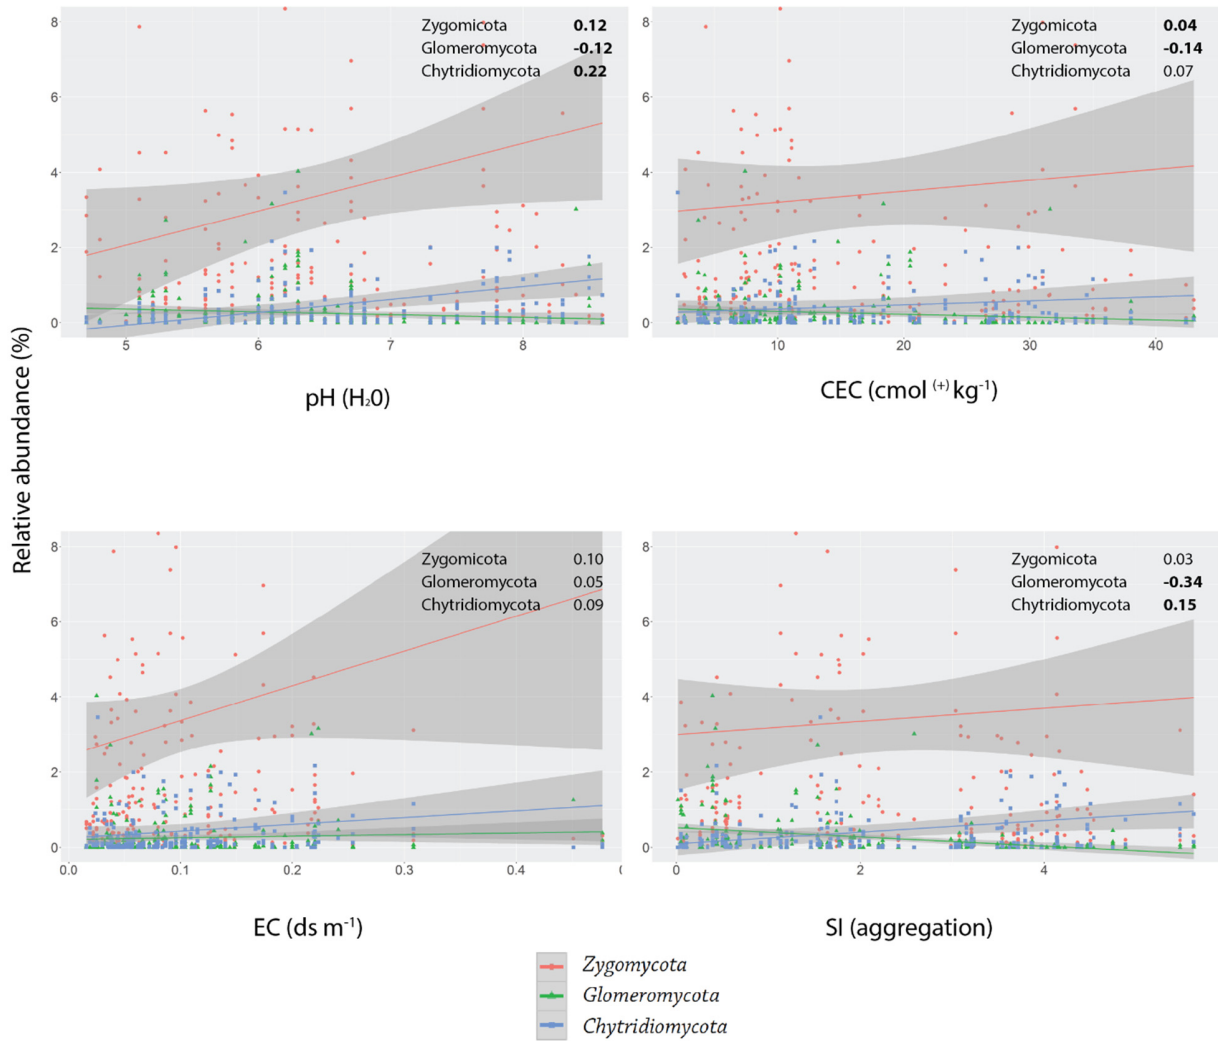 Relative abundance (%)
8
6
4
2
0
Zygomicota 0.12
Glomeromycota -0.12
Chytridiomycota 0.22
5 6 7 8
pH (H₂0)
8
6
4
2
0
Zygomicota 0.04
Glomeromycota -0.14
Chytridiomycota 0.07
10 20 30 40
CEC (cmol ⁽⁺⁾ kg⁻¹)
8
6
4
2
0
Zygomicota 0.10
Glomeromycota 0.05
Chytridiomycota 0.09
0.0 0.1 0.2 0.3 0.4
EC (ds m⁻¹)
8
6
4
2
0
Zygomicota 0.03
Glomeromycota -0.34
Chytridiomycota 0.15
0 2 4
SI (aggregation)
Zygomycota
Glomeromycota
Chytridiomycota